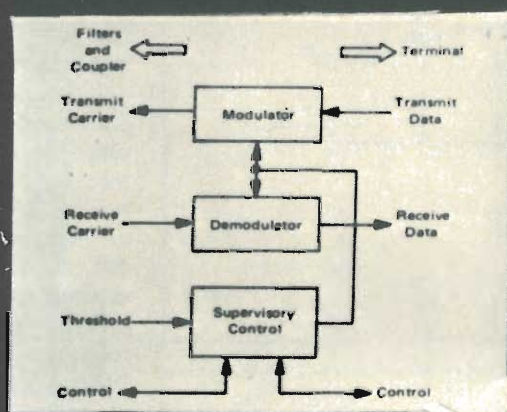 Filters
and
Coupler
Terminal
Transmit
Carrier
Modulator
Transmit
Data
Receive
Carrier
Demodulator
Receive
Data
Threshold
Supervisory
Control
Control
Control